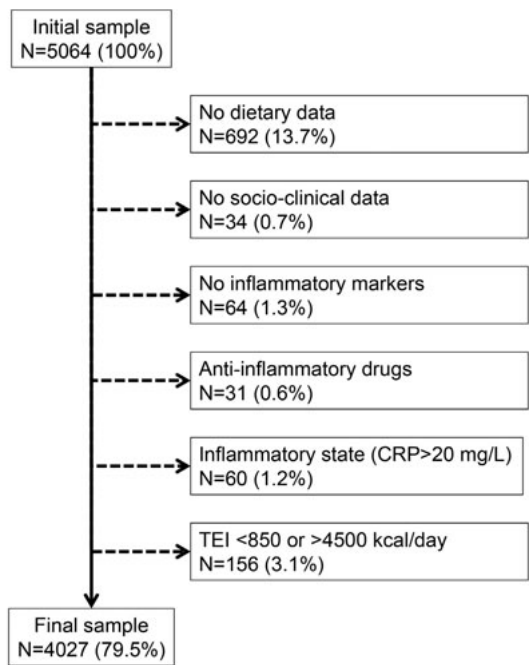 Initial sample
N=5064 (100%)
No dietary data
N=692 (13.7%)
No socio-clinical data
N=34 (0.7%)
No inflammatory markers
N=64 (1.3%)
Anti-inflammatory drugs
N=31 (0.6%)
Inflammatory state (CRP>20 mg/L)
N=60 (1.2%)
TEI <850 or >4500 kcal/day
N=156 (3.1%)
Final sample
N=4027 (79.5%)